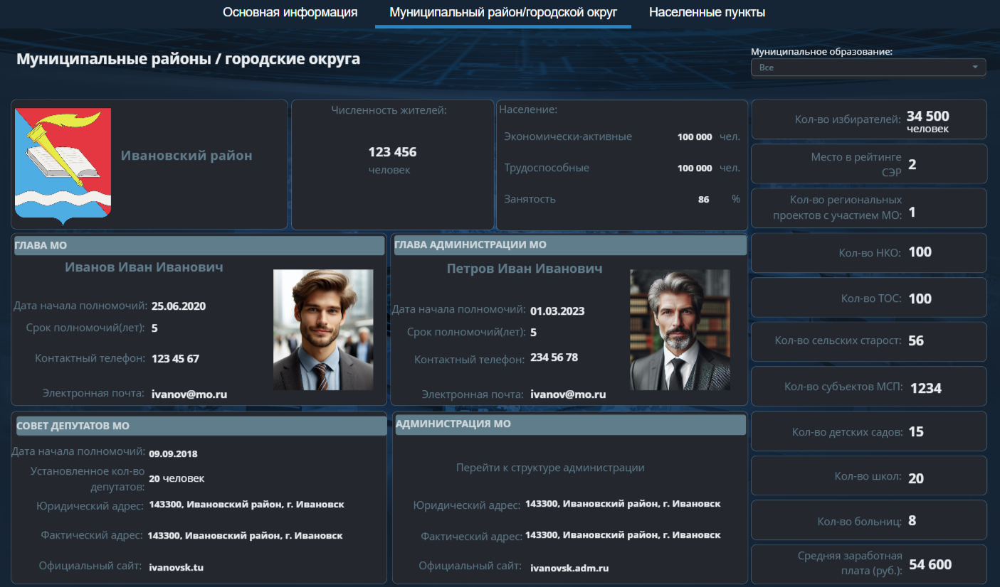 Основная информация
Муниципальный район/городской округ
Населенные пункты
Муниципальные районы / городские округа
Муниципальное образование:
Все
Ивановский район
Численность жителей:
123 456
человек
Население:
Экономически-активные 100 000 чел.
Трудоспособные 100 000 чел.
Занятость 86 %
Кол-во избирателей: 34 500
человек
Место в рейтинге
СЭР 2
Кол-во региональных
проектов с участием МО: 1
Кол-во НКО: 100
Кол-во ТОС: 100
Кол-во сельских старост: 56
Кол-во субъектов МСП: 1234
Кол-во детских садов: 15
Кол-во школ: 20
Кол-во больниц: 8
Средняя заработная
плата (руб.): 54 600
ГЛАВА МО
Иванов Иван Иванович
Дата начала полномочий: 25.06.2020
Срок полномочий(лет): 5
Контактный телефон: 123 45 67
Электронная почта: ivanov@mo.ru
ГЛАВА АДМИНИСТРАЦИИ МО
Петров Иван Иванович
Дата начала полномочий: 01.03.2023
Срок полномочий(лет): 5
Контактный телефон: 234 56 78
Электронная почта: ivanov@mo.ru
СОВЕТ ДЕПУТАТОВ МО
Дата начала полномочий: 09.09.2018
Установленное кол-во
депутатов: 20 человек
Юридический адрес: 143300, Ивановский район, г. Ивановск
Фактический адрес: 143300, Ивановский район, г. Ивановск
Официальный сайт: ivanovsk.tu
АДМИНИСТРАЦИЯ МО
Перейти к структуре администрации
Юридический адрес: 143300, Ивановский район, г. Ивановск
Фактический адрес: 143300, Ивановский район, г. Ивановск
Официальный сайт: ivanovsk.adm.ru